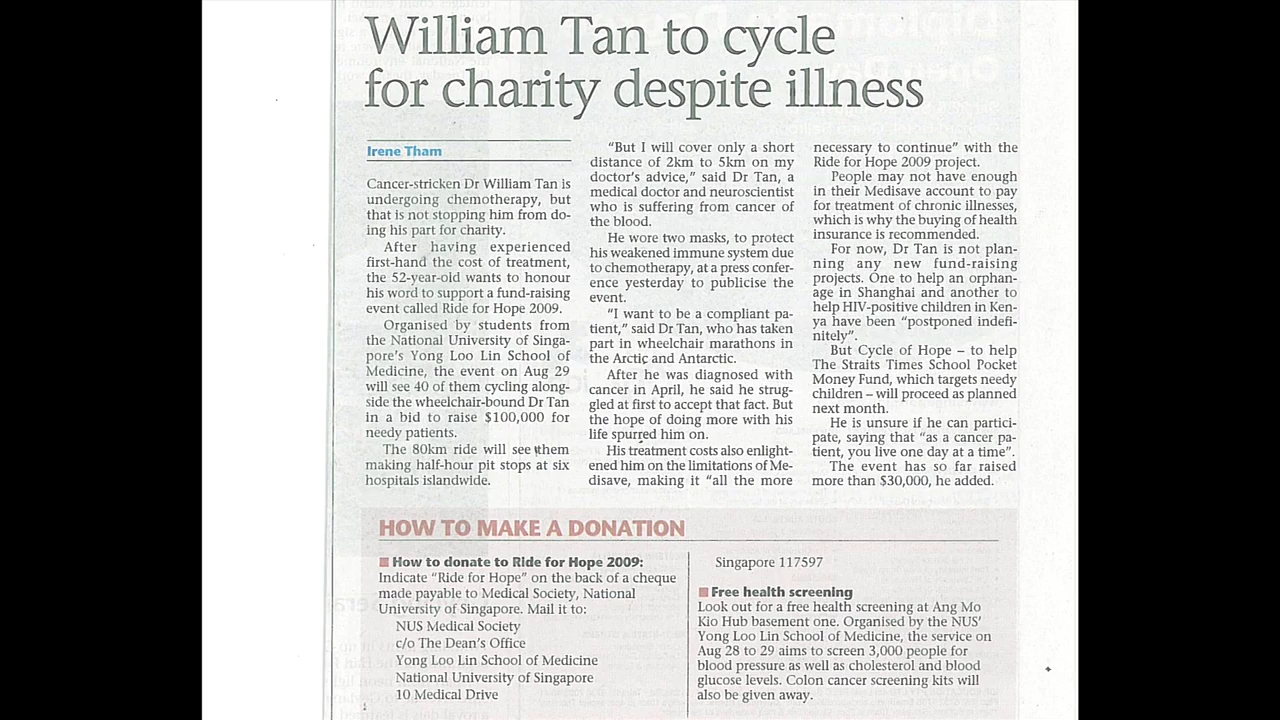 William Tan to cycle
for charity despite illness
Irene Tham
Cancer-stricken Dr William Tan is
undergoing chemotherapy, but
that is not stopping him from do-
ing his part for charity.
After having experienced
first-hand the cost of treatment,
the 52-year-old wants to honour
his word to support a fund-raising
event called Ride for Hope 2009.
Organised by students from
the National University of Singa-
pore's Yong Loo Lin School of
Medicine, the event on Aug 29
will see 40 of them cycling along-
side the wheelchair-bound Dr Tan
in a bid to raise $100,000 for
needy patients.
The 80km ride will see them
making half-hour pit stops at six
hospitals islandwide.
"But I will cover only a short
distance of 2km to 5km on my
doctor's advice," said Dr Tan, a
medical doctor and neuroscientist
who is suffering from cancer of
the blood.
He wore two masks, to protect
his weakened immune system due
to chemotherapy, at a press confer-
ence yesterday to publicise the
event.
"I want to be a compliant pa-
tient," said Dr Tan, who has taken
part in wheelchair marathons in
the Arctic and Antarctic.
After he was diagnosed with
cancer in April, he said he strug-
gled at first to accept that fact. But
the hope of doing more with his
life spurred him on.
His treatment costs also enlight-
ened him on the limitations of Me-
disave, making it "all the more
necessary to continue" with the
Ride for Hope 2009 project.
People may not have enough
in their Medisave account to pay
for treatment of chronic illnesses,
which is why the buying of health
insurance is recommended.
For now, Dr Tan is not plan-
ning any new fund-raising
projects. One to help an orphan-
age in Shanghai and another to
help HIV-positive children in Ken-
ya have been "postponed indefi-
nitely".
But Cycle of Hope – to help
The Straits Times School Pocket
Money Fund, which targets needy
children – will proceed as planned
next month.
He is unsure if he can partici-
pate, saying that "as a cancer pa-
tient, you live one day at a time".
The event has so far raised
more than $30,000, he added.
HOW TO MAKE A DONATION
■ How to donate to Ride for Hope 2009:
Indicate "Ride for Hope" on the back of a cheque
made payable to Medical Society, National
University of Singapore. Mail it to:
NUS Medical Society
c/o The Dean's Office
Yong Loo Lin School of Medicine
National University of Singapore
10 Medical Drive
Singapore 117597
■ Free health screening
Look out for a free health screening at Ang Mo
Kio Hub basement one. Organised by the NUS'
Yong Loo Lin School of Medicine, the service on
Aug 28 to 29 aims to screen 3,000 people for
blood pressure as well as cholesterol and blood
glucose levels. Colon cancer screening kits will
also be given away.